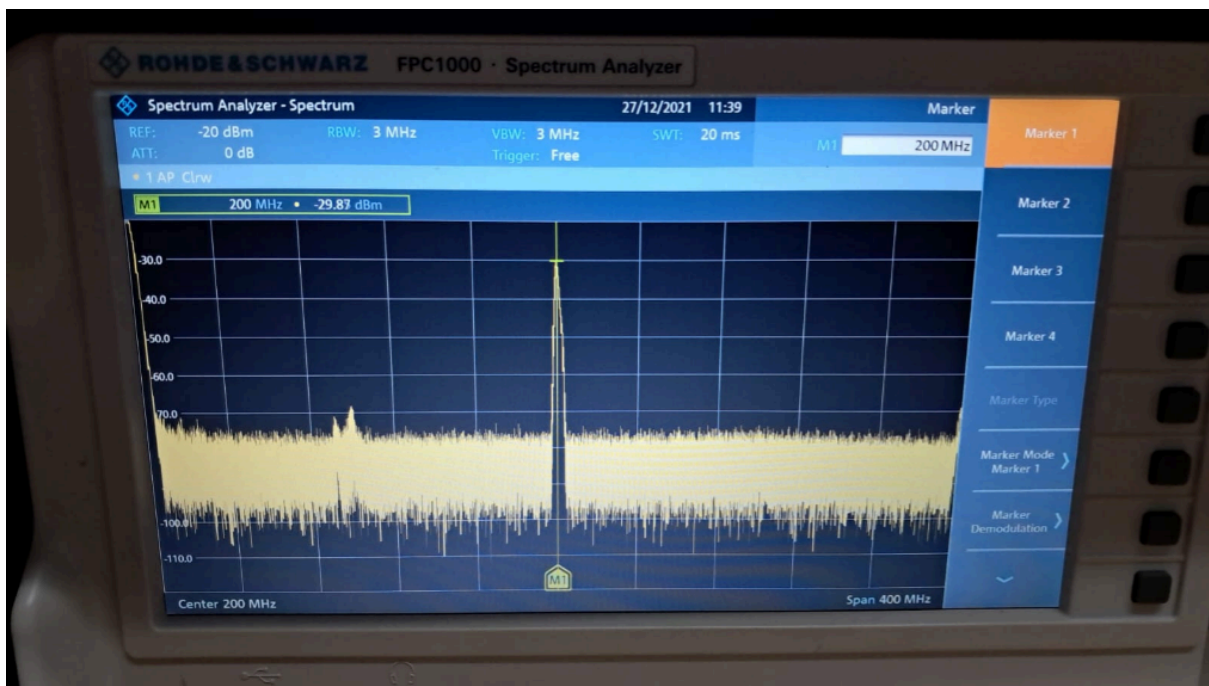 ROHDE & SCHWARZ FPC1000 · Spectrum Analyzer
Spectrum Analyzer - Spectrum 27/12/2021 11:39 Marker
REF: -20 dBm RBW: 3 MHz VBW: 3 MHz SWT: 20 ms
ATT: 0 dB Trigger: Free
M1 200 MHz
1 AP Clrw
M1 200 MHz • -29.83 dBm
-30.0
-40.0
-50.0
-60.0
-70.0
-100.0
-110.0
M1
Center 200 MHz Span 400 MHz
Marker 1
Marker 2
Marker 3
Marker 4
Marker Type
Marker Mode
Marker 1
Marker
Demodulation